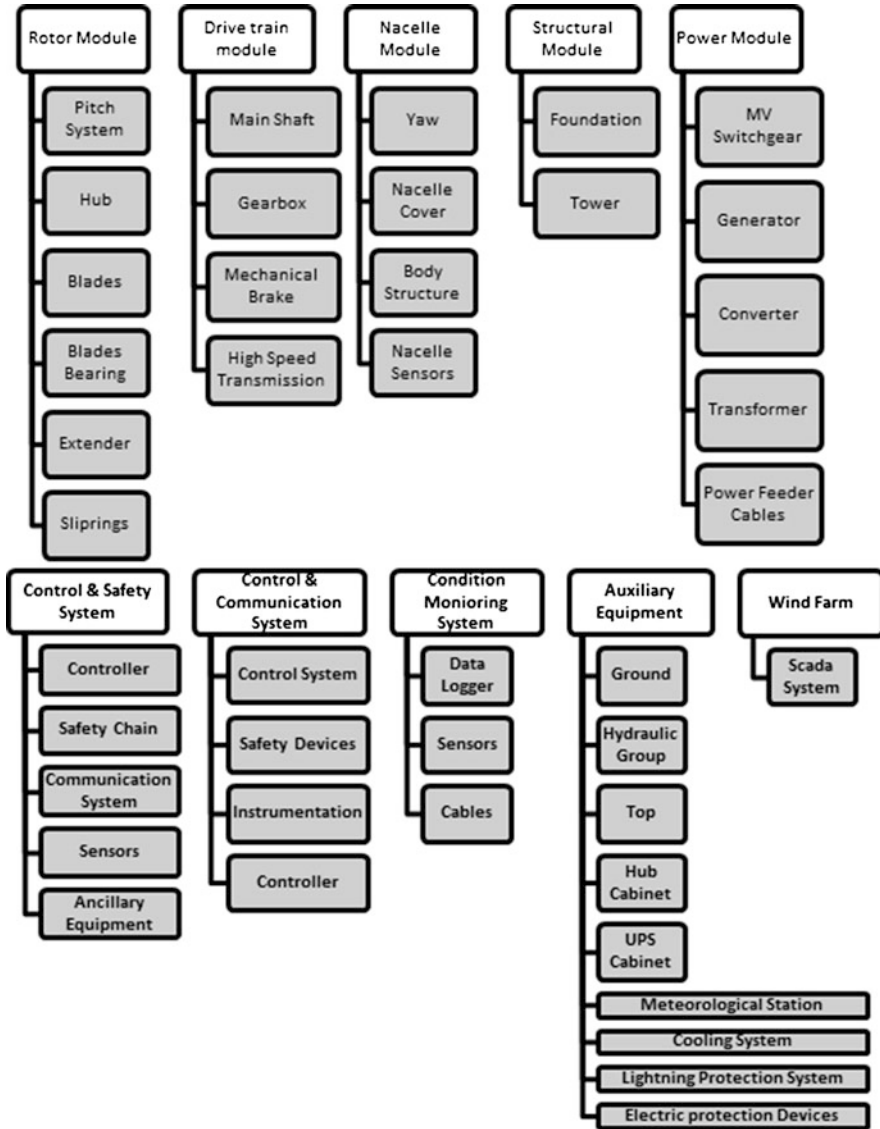 Rotor Module
Pitch
System
Hub
Blades
Blades
Bearing
Extender
Sliprings
Drive train
module
Main Shaft
Gearbox
Mechanical
Brake
High Speed
Transmission
Nacelle
Module
Yaw
Nacelle
Cover
Body
Structure
Nacelle
Sensors
Structural
Module
Foundation
Tower
Power Module
MV
Switchgear
Generator
Converter
Transformer
Power Feeder
Cables
Control & Safety
System
Controller
Safety Chain
Communication
System
Sensors
Ancillary
Equipment
Control &
Communication
System
Control System
Safety Devices
Instrumentation
Controller
Condition
Monioring
System
Data
Logger
Sensors
Cables
Auxiliary
Equipment
Ground
Hydraulic
Group
Top
Hub
Cabinet
UPS
Cabinet
Meteorological Station
Cooling System
Lightning Protection System
Electric protection Devices
Wind Farm
Scada
System